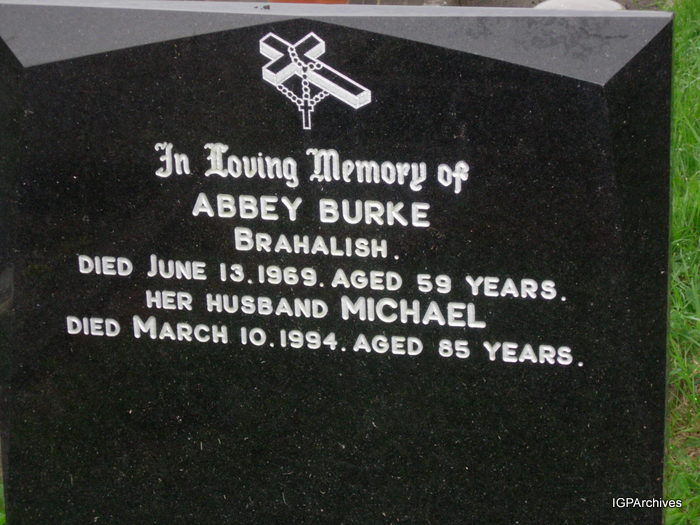 In Loving Memory of
ABBEY BURKE
BRAHALISH.
DIED JUNE 13. 1969. AGED 59 YEARS.
HER HUSBAND MICHAEL
DIED MARCH 10. 1994. AGED 85 YEARS.
IGPArchives